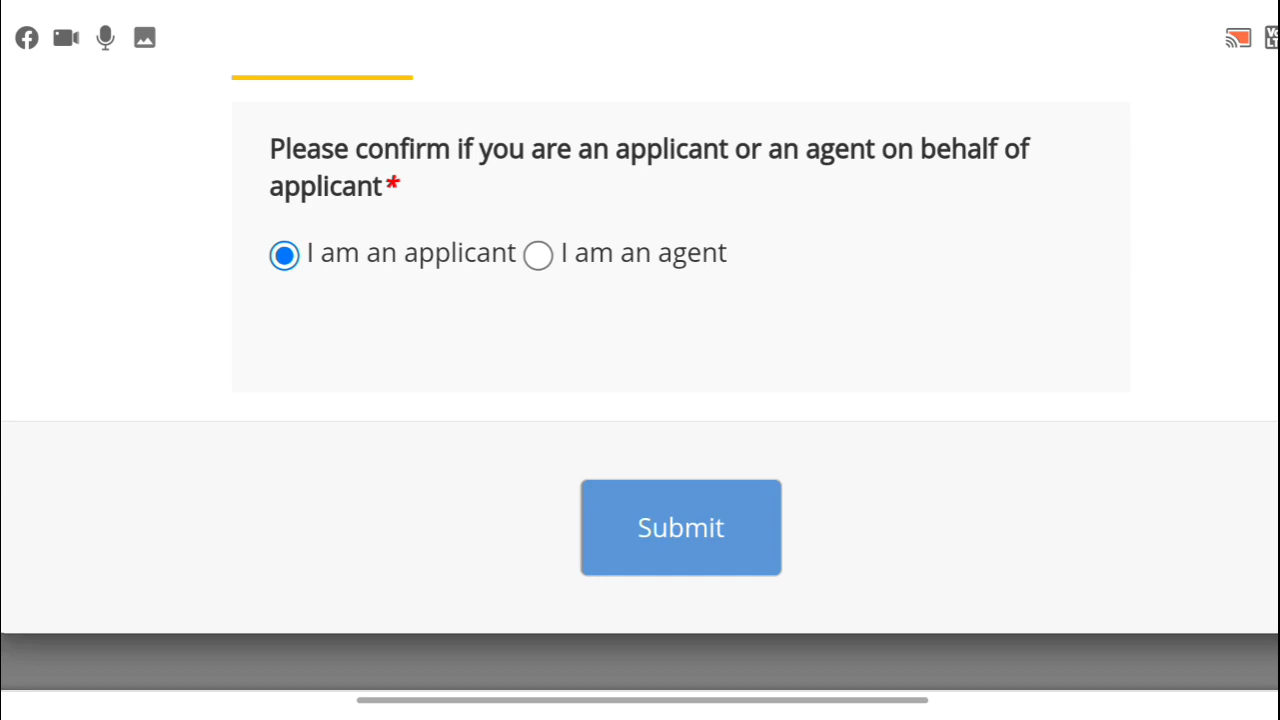 Please confirm if you are an applicant or an agent on behalf of
applicant*
I am an applicant I am an agent
Submit